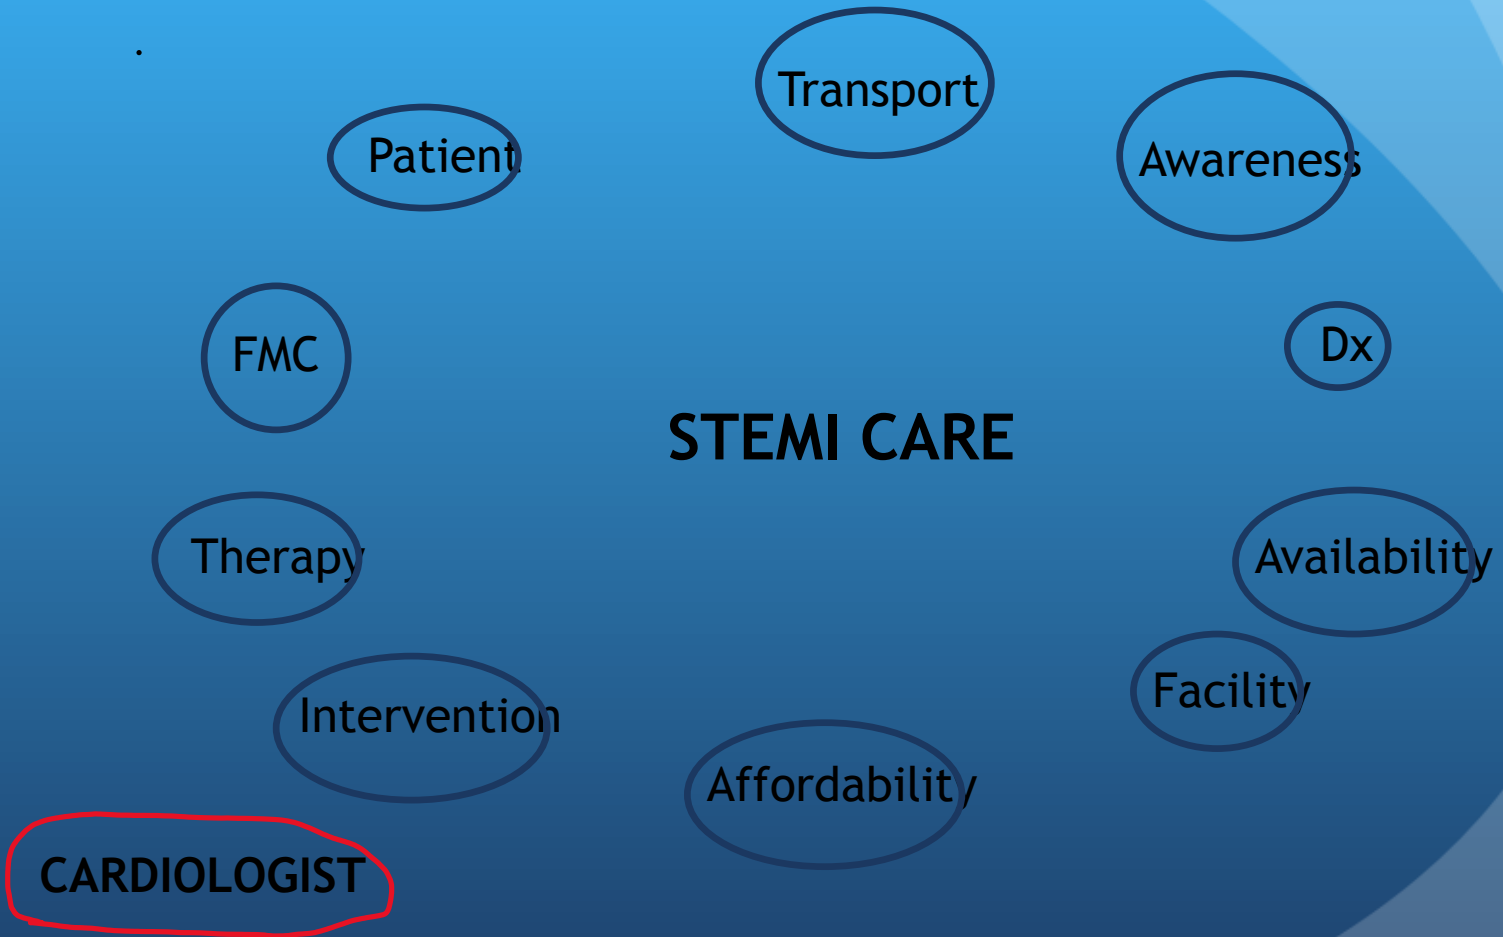 .
Transport
Patient
Awareness
FMC
Dx
STEMI CARE
Therapy
Availability
Facility
Intervention
Affordability
CARDIOLOGIST